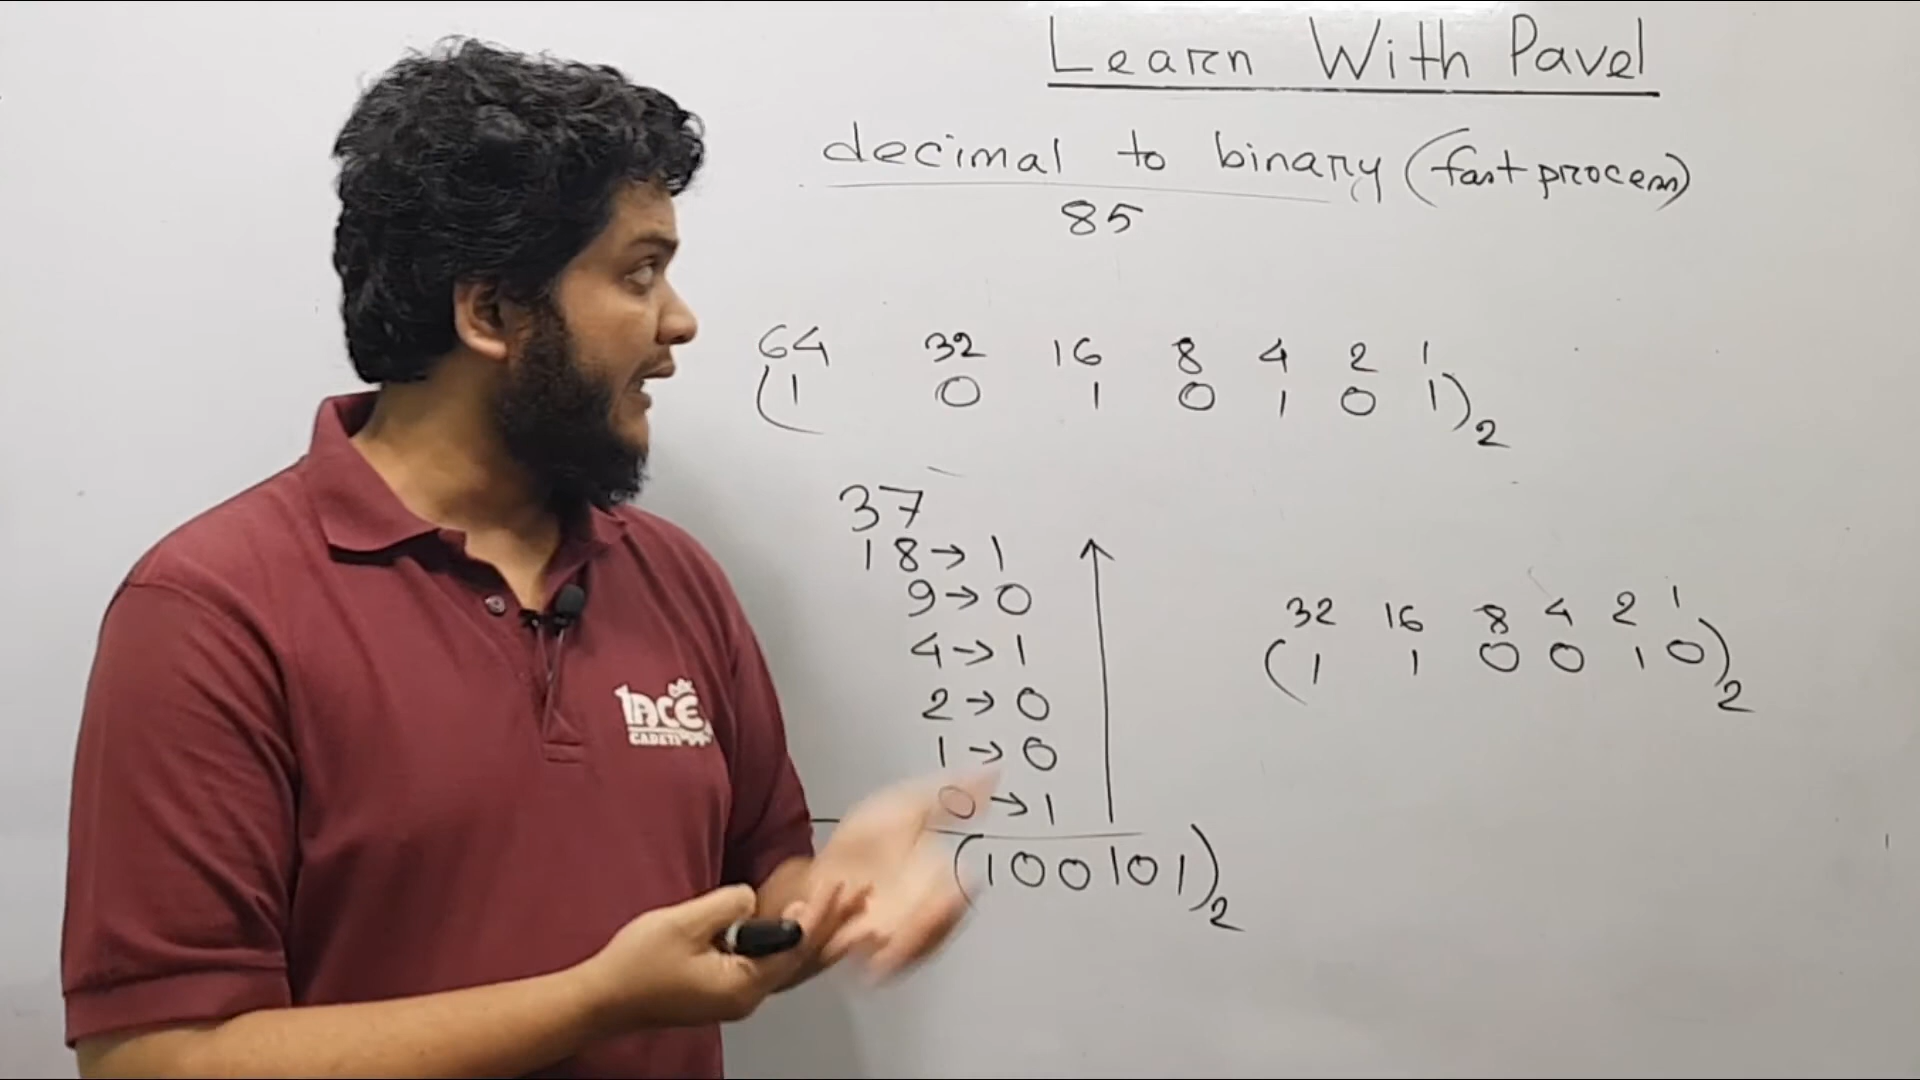 Learn With Pavel
decimal to binary (fast process)
85
64 32 16 8 4 2 1
(1 0 1 0 1 0 1)2
37
18→1
9→0
4→1
2→0
1→0
0→1
(100101)2
32 16 8 4 2 1
(1 1 0 0 1 0)2
ACE